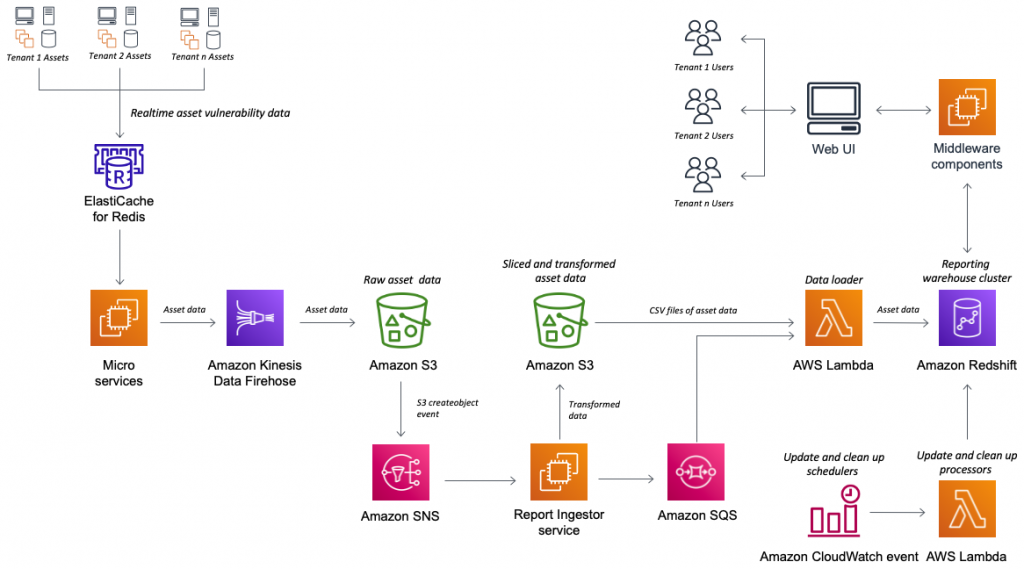 Tenant 1 Assets
Tenant 2 Assets
Tenant n Assets
Realtime asset vulnerability data
R
ElastiCache
for Redis
Tenant 1 Users
Tenant 2 Users
Tenant n Users
Web UI
Middleware
components
Asset data
Micro
services
Amazon Kinesis
Data Firehose
Asset data
Raw asset data
Amazon S3
Sliced and transformed
asset data
Amazon S3
CSV files of asset data
Data loader
AWS Lambda
Asset data
Reporting
warehouse cluster
Amazon Redshift
S3 createobject
event
Transformed
data
Amazon SNS
Report Ingestor
service
Amazon SQS
Update and clean up
schedulers
Amazon CloudWatch event
Update and clean up
processors
AWS Lambda